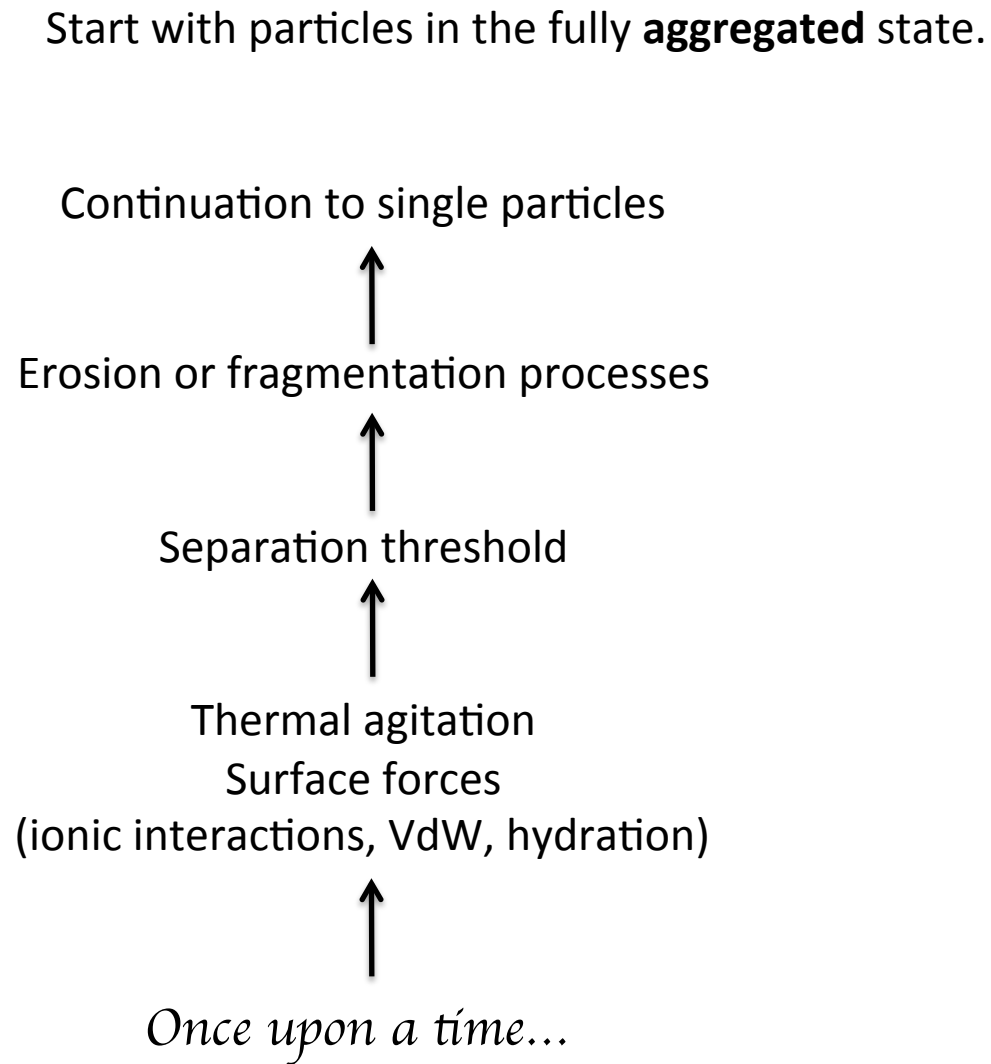 Start with particles in the fully aggregated state.
Continuation to single particles
Erosion or fragmentation processes
Separation threshold
Thermal agitation
Surface forces
(ionic interactions, VdW, hydration)
Once upon a time...